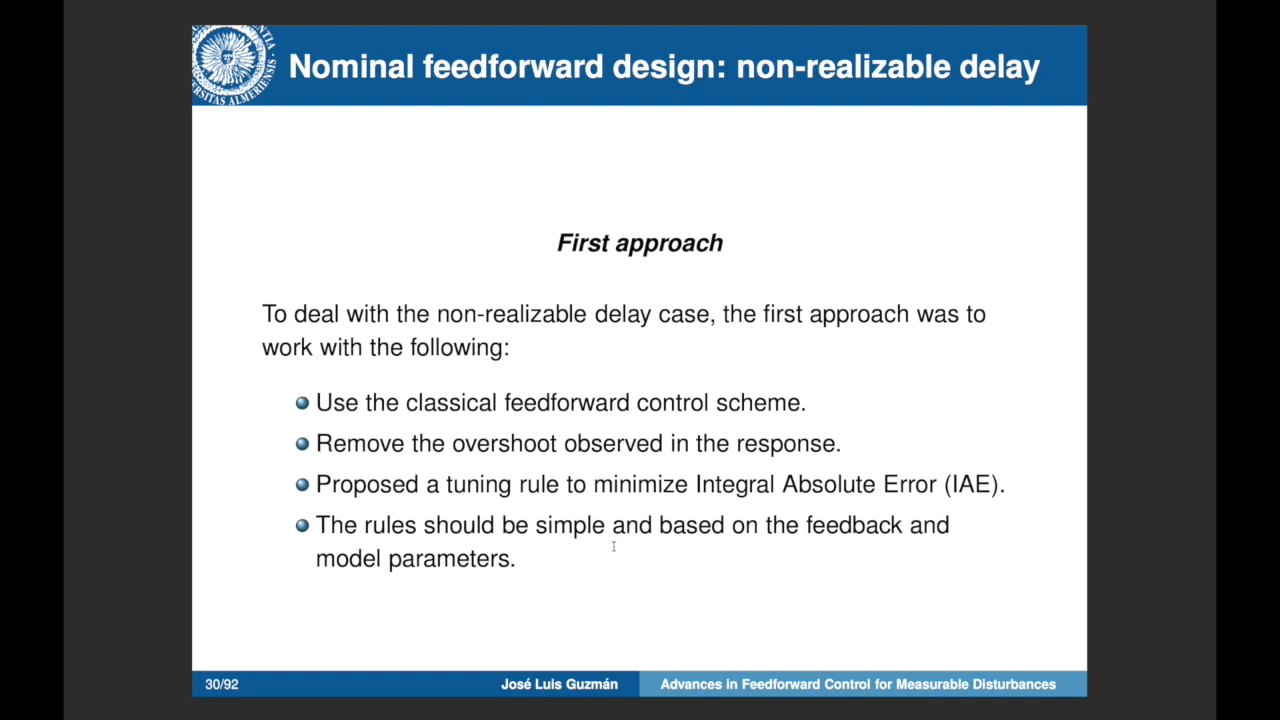 Nominal feedforward design: non-realizable delay
First approach
To deal with the non-realizable delay case, the first approach was to
work with the following:
Use the classical feedforward control scheme.
Remove the overshoot observed in the response.
Proposed a tuning rule to minimize Integral Absolute Error (IAE).
The rules should be simple and based on the feedback and
model parameters.
30/92
José Luis Guzmán
Advances in Feedforward Control for Measurable Disturbances